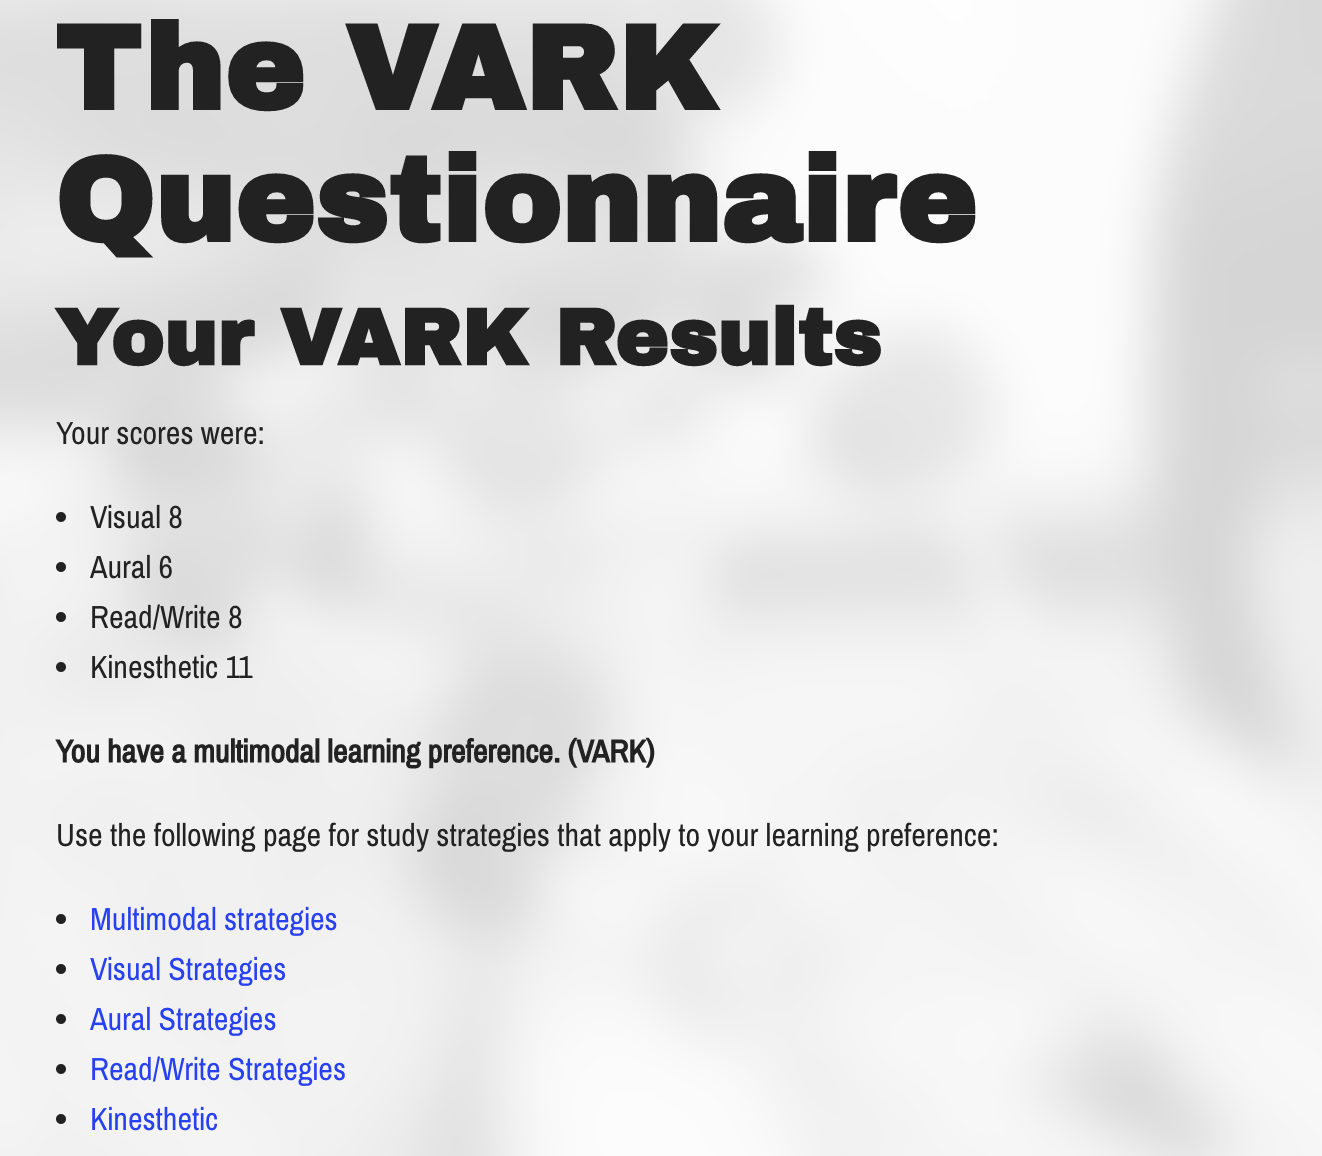 The VARK
Questionnaire
Your VARK Results
Your scores were:
• Visual 8
• Aural 6
• Read/Write 8
• Kinesthetic 11
You have a multimodal learning preference. (VARK)
Use the following page for study strategies that apply to your learning preference:
• Multimodal strategies
• Visual Strategies
• Aural Strategies
• Read/Write Strategies
• Kinesthetic